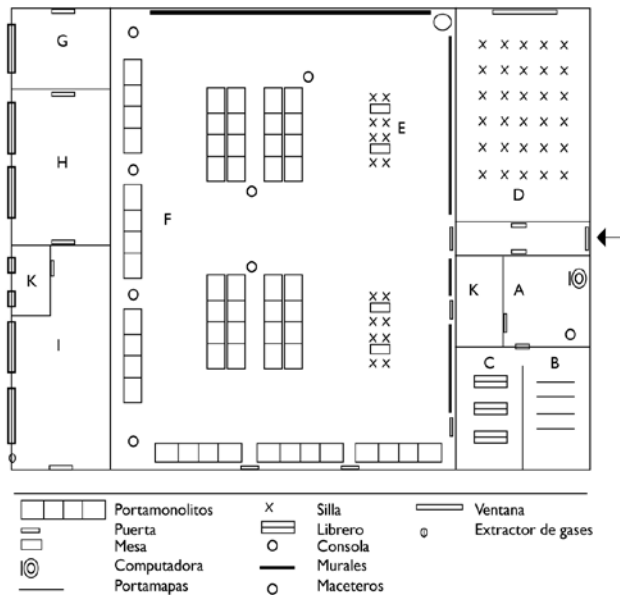 G
H
E
F
D
K
K
A
I
C
B
Portamonolitos
Silla
Ventana
Puerta
Librero
Extractor de gases
Mesa
Consola
Computadora
Murales
Portamapas
Maceteros